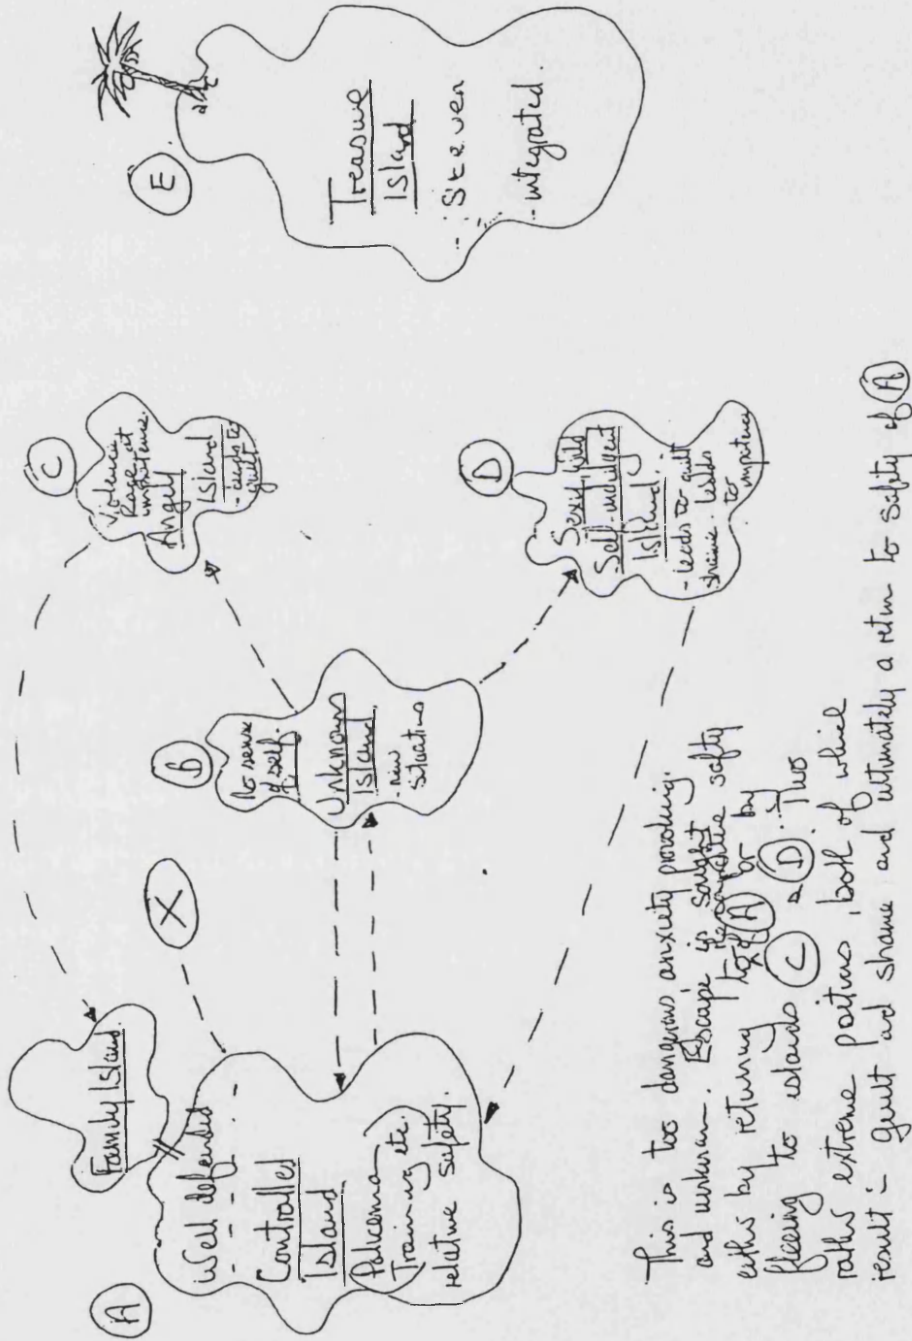 A
Family Island.
Well defended
Controlled
Island
Policeman
Training etc.
relative safety.
X
B
No sense
of self.
Unknown
Island.
- new
situations
C
Violence
Rage at
impotence.
Anger
Island
- leads to
guilt
D
Sexy, Wild
Self-indulgent
Island.
- leads to guilt
shame - leads
to impotence
E
Treasure
Island
- Steven
- integrated.
This is too dangerous anxiety provoking.
and unknown. Escape is sought
either by returning to the relative safety
of A or by
fleeing to islands C or D. Two
rather extreme positions, both of which
result in guilt and shame and ultimately a return to safety of A